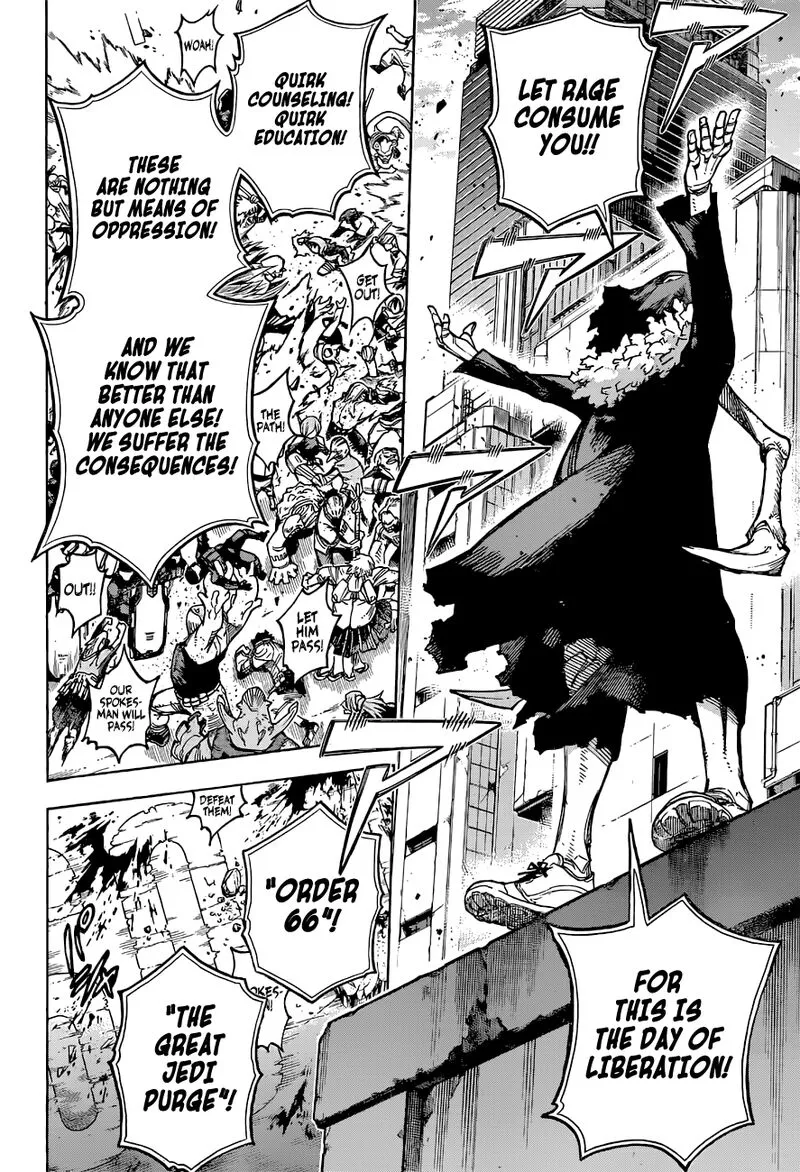 LET RAGE
CONSUME
YOU!!
FOR
THIS IS
THE DAY OF
LIBERATION!
WOAH!
QUIRK
COUNSELING!
QUIRK
EDUCATION!
THESE
ARE NOTHING
BUT MEANS OF
OPPRESSION!
GET
OUT!
AND WE
KNOW THAT
BETTER THAN
ANYONE ELSE!
WE SUFFER THE
CONSEQUENCES!
THE
PATH!
OUT!!
LET
HIM
PASS!
OUR
SPOKES-
MAN WILL
PASS!
DEFEAT
THEM!
"ORDER
66"!
"THE
GREAT
JEDI
PURGE"!